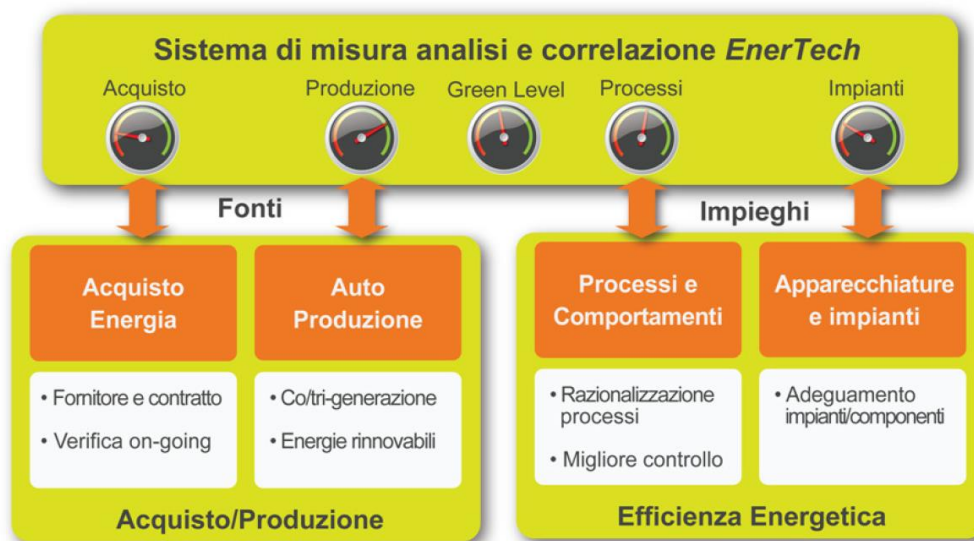 Sistema di misura analisi e correlazione EnerTech
Acquisto
Produzione
Green Level
Processi
Impianti
Fonti
Impieghi
Acquisto
Energia
• Fornitore e contratto
• Verifica on-going
Auto
Produzione
• Co/tri-generazione
• Energie rinnovabili
Acquisto/Produzione
Processi e
Comportamenti
• Razionalizzazione
processi
• Migliore controllo
Apparecchiature
e impianti
• Adeguamento
impianti/componenti
Efficienza Energetica